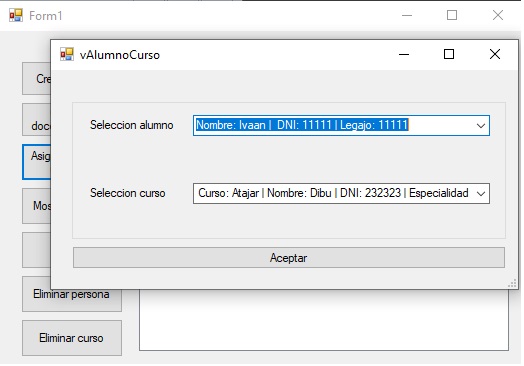 Form1
vAlumnoCurso
Seleccion alumno
Nombre: Ivaan | DNI: 11111 | Legajo: 11111
Seleccion curso
Curso: Atajar | Nombre: Dibu | DNI: 232323 | Especialidad
Aceptar
Cre
doc
Asig
Mos
Eliminar persona
Eliminar curso